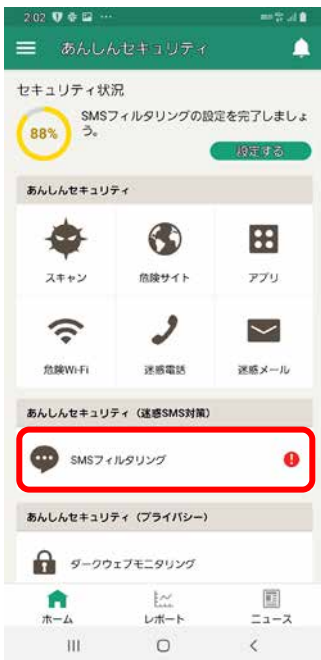 2:02
あんしんセキュリティ
セキュリティ状況
88%
SMSフィルタリングの設定を完了しましょ
う。
設定する
あんしんセキュリティ
スキャン
危険サイト
アプリ
危険Wi-Fi
迷惑電話
迷惑メール
あんしんセキュリティ（迷惑SMS対策）
SMSフィルタリング
あんしんセキュリティ（プライバシー）
ダークウェブモニタリング
ホーム
レポート
ニュース